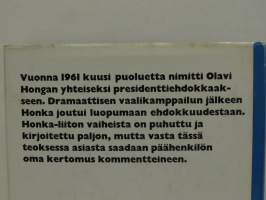 Vuonna 1961 kuusi puoluetta nimitti Olavi
Hongan yhteiseksi presidenttiehdokkaak-
seen. Dramaattisen vaalikamppailun jälkeen
Honka joutui luopumaan ehdokkuudestaan.
Honka-liiton vaiheista on puhuttu ja
kirjoitettu paljon, mutta vasta tässä
teoksessa asiasta saadaan päähenkilön
oma kertomus kommentteineen.